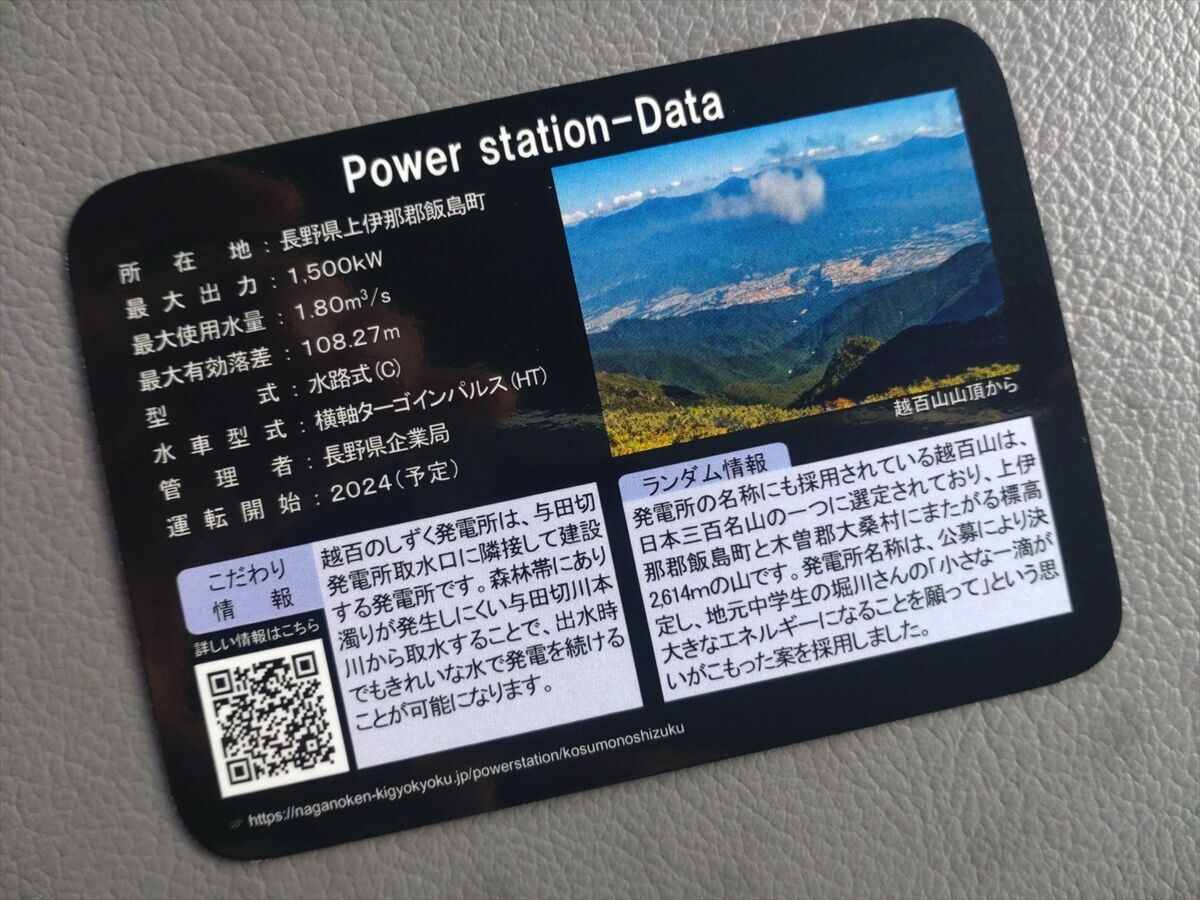 Power station-Data
所在地：長野県上伊那郡飯島町
最大出力：1,500kW
最大使用水量：1.80m³/s
最大有効落差：108.27m
型式：水路式(C)
水車型式：横軸ターゴインパルス(HT)
管理者：長野県企業局
運転開始：2024(予定)
越百山山頂から
こだわり
情報
越百のしずく発電所は、与田切
発電所取水口に隣接して建設
する発電所です。森林帯にあり
濁りが発生しにくい与田切川本
川から取水することで、出水時
でもきれいな水で発電を続ける
ことが可能になります。
詳しい情報はこちら
ランダム情報
発電所の名称にも採用されている越百山は、
日本三百名山の一つに選定されており、上伊
那郡飯島町と木曽郡大桑村にまたがる標高
2,614mの山です。発電所名称は、公募により決
定し、地元中学生の堀川さんの「小さな一滴が
大きなエネルギーになることを願って」という思
いがこもった案を採用しました。
https://naganoken-kigyokyoku.jp/powerstation/kosumonoshizuku